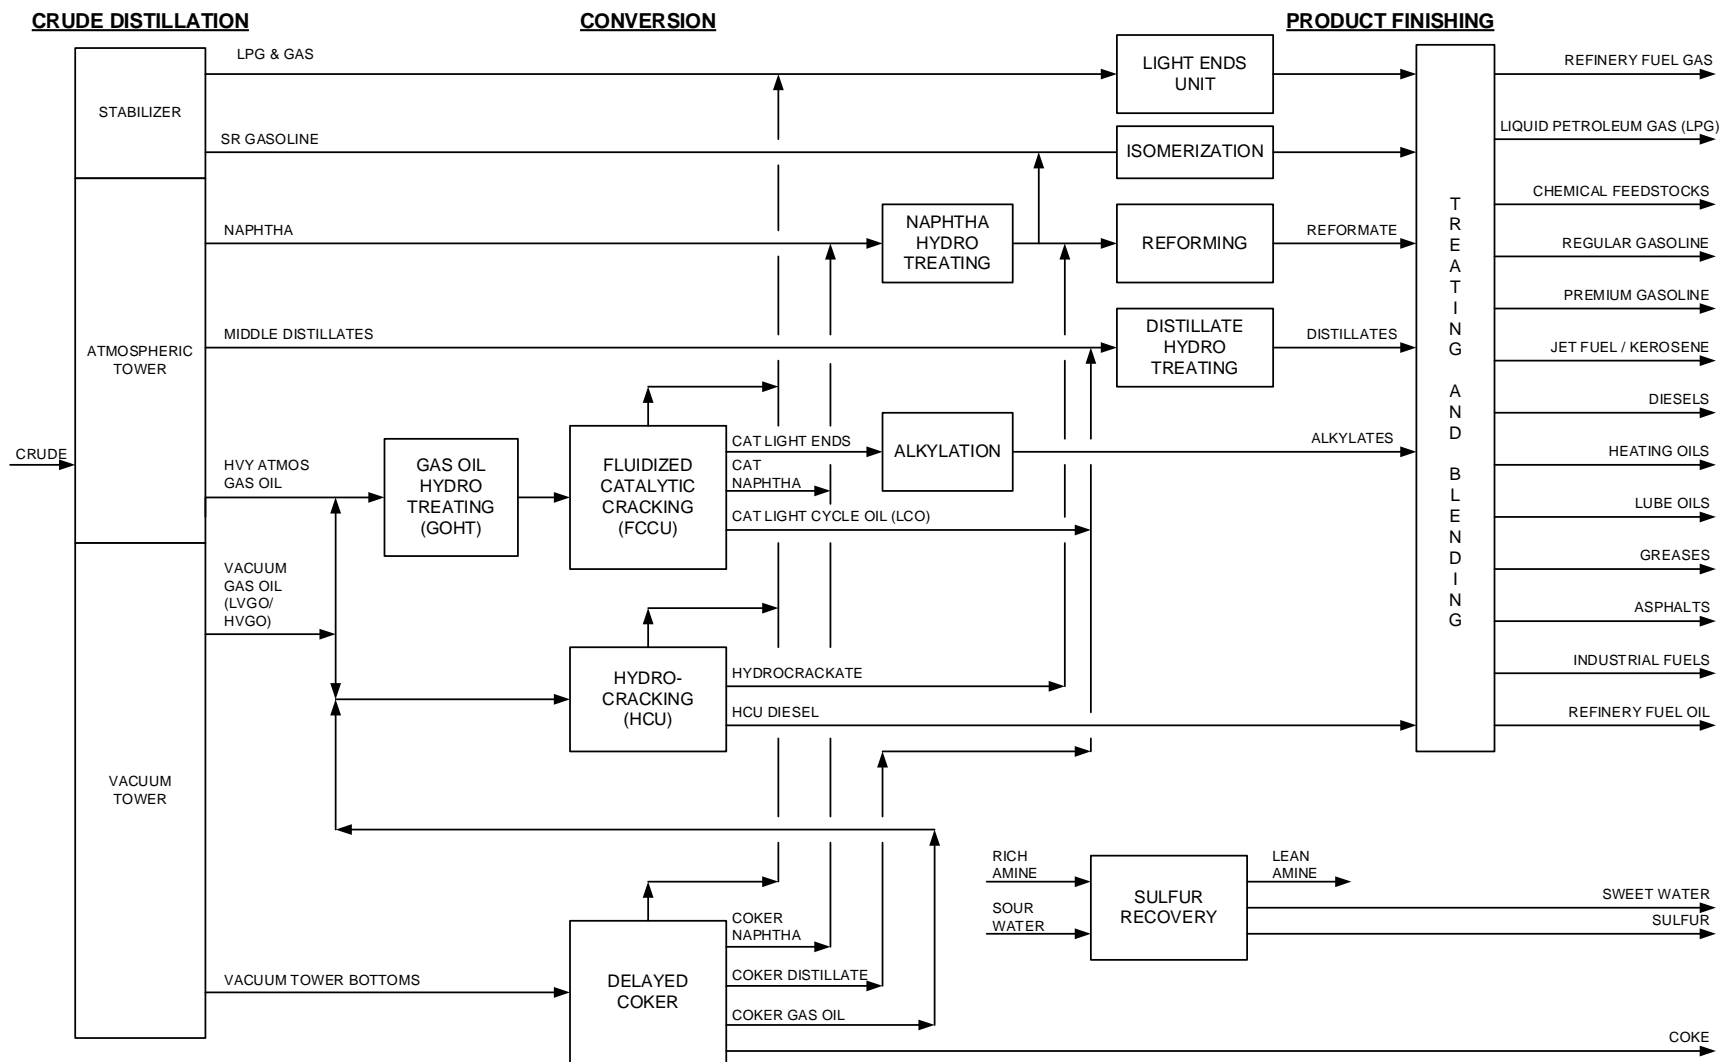 CRUDE DISTILLATION
CONVERSION
PRODUCT FINISHING
LPG & GAS
STABILIZER
SR GASOLINE
LIGHT ENDS
UNIT
ISOMERIZATION
REFINERY FUEL GAS
LIQUID PETROLEUM GAS (LPG)
CHEMICAL FEEDSTOCKS
NAPHTHA
NAPHTHA
HYDRO
TREATING
REFORMING
REFORMATE
REGULAR GASOLINE
PREMIUM GASOLINE
MIDDLE DISTILLATES
ATMOSPHERIC
TOWER
DISTILLATE
HYDRO
TREATING
DISTILLATES
JET FUEL / KEROSENE
DIESELS
CRUDE
HVY ATMOS
GAS OIL
GAS OIL
HYDRO
TREATING
(GOHT)
FLUIDIZED
CATALYTIC
CRACKING
(FCCU)
CAT LIGHT ENDS
CAT
NAPHTHA
CAT LIGHT CYCLE OIL (LCO)
ALKYLATION
ALKYLATES
TREATING AND BLENDING
HEATING OILS
LUBE OILS
GREASES
ASPHALTS
INDUSTRIAL FUELS
REFINERY FUEL OIL
VACUUM
GAS OIL
(LVGO/
HVGO)
HYDRO-
CRACKING
(HCU)
HYDROCRACKATE
HCU DIESEL
VACUUM
TOWER
RICH
AMINE
SOUR
WATER
SULFUR
RECOVERY
LEAN
AMINE
SWEET WATER
SULFUR
VACUUM TOWER BOTTOMS
DELAYED
COKER
COKER
NAPHTHA
COKER DISTILLATE
COKER GAS OIL
COKE